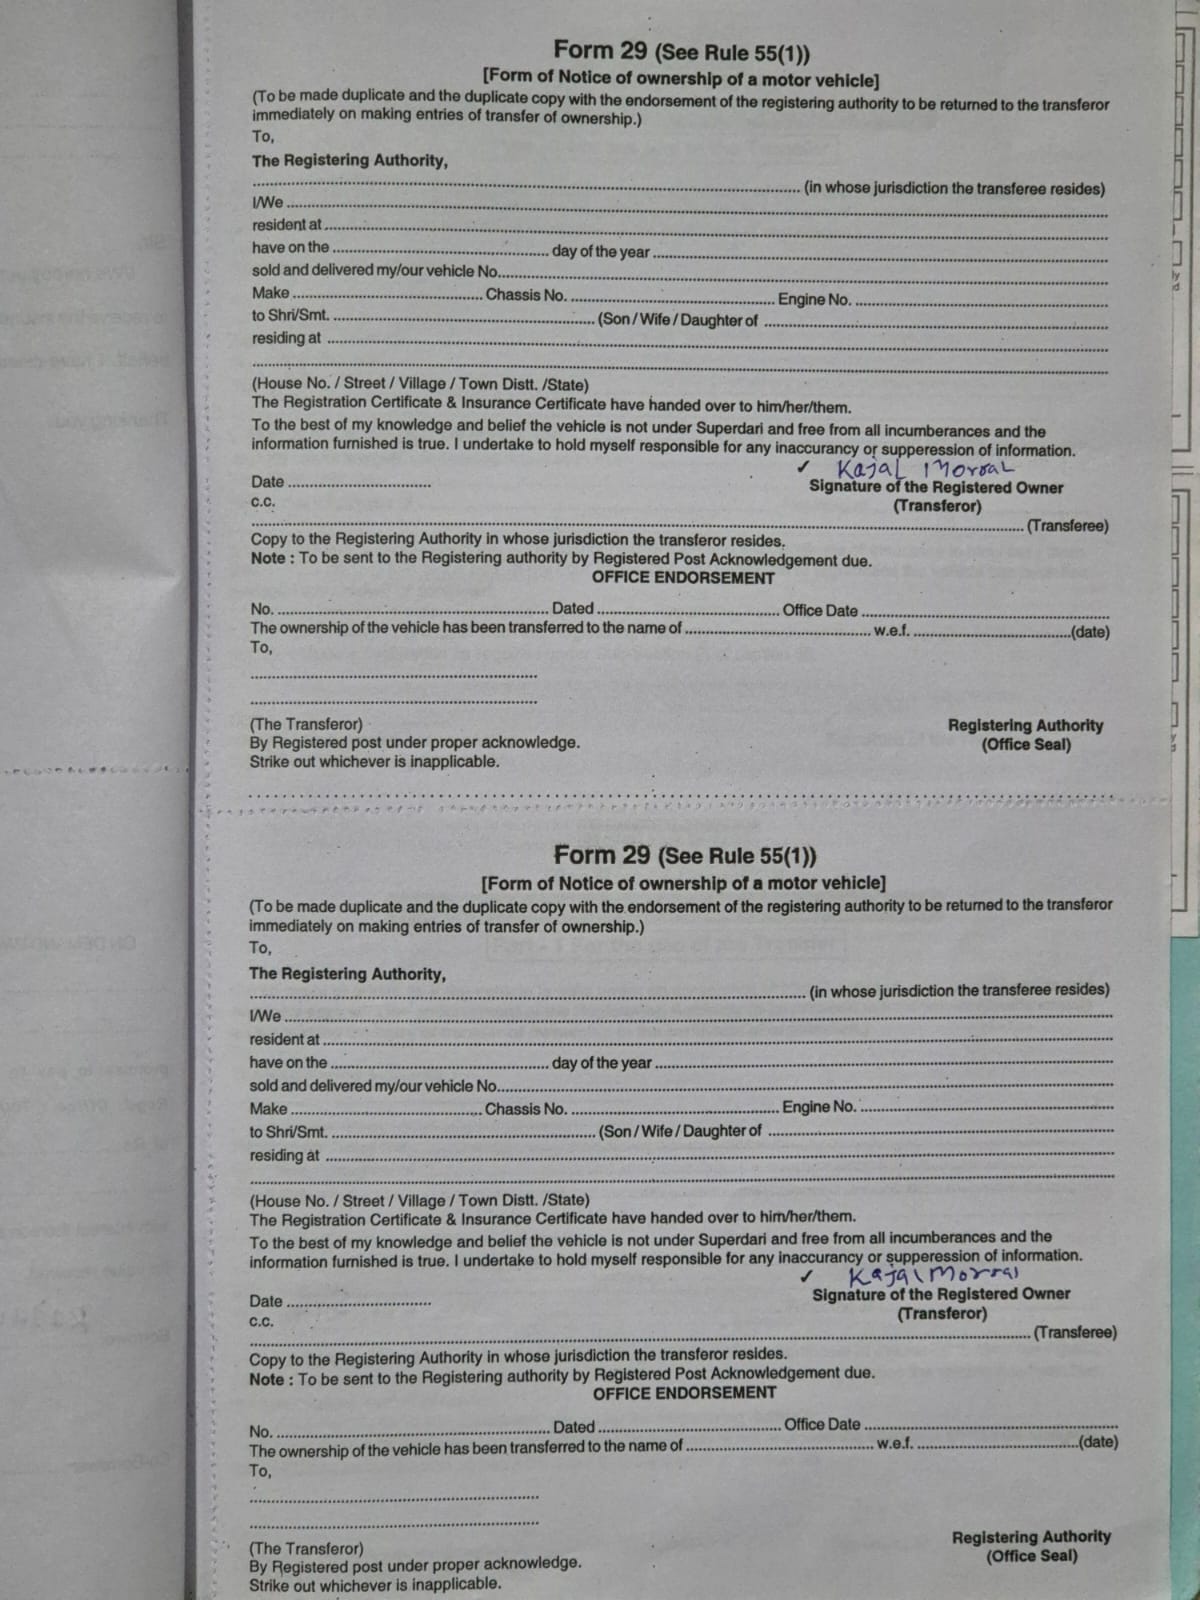 Form 29 (See Rule 55(1))
[Form of Notice of ownership of a motor vehicle]
(To be made duplicate and the duplicate copy with the endorsement of the registering authority to be returned to the transferor
immediately on making entries of transfer of ownership.)
To,
The Registering Authority,
(in whose jurisdiction the transferee resides)
I/We
resident at
have on the day of the year
sold and delivered my/our vehicle No.
Make Chassis No. Engine No.
to Shri/Smt. (Son / Wife / Daughter of
residing at
(House No. / Street / Village / Town Distt. /State)
The Registration Certificate & Insurance Certificate have handed over to him/her/them.
To the best of my knowledge and belief the vehicle is not under Superdari and free from all incumberances and the
information furnished is true. I undertake to hold myself responsible for any inaccurancy or supperession of information.
✓ Kajal Morral
Date Signature of the Registered Owner
c.c. (Transferor)
(Transferee)
Copy to the Registering Authority in whose jurisdiction the transferor resides.
Note : To be sent to the Registering authority by Registered Post Acknowledgement due.
OFFICE ENDORSEMENT
No. Dated Office Date
The ownership of the vehicle has been transferred to the name of w.e.f. (date)
To,
(The Transferor) Registering Authority
By Registered post under proper acknowledge. (Office Seal)
Strike out whichever is inapplicable.
Form 29 (See Rule 55(1))
[Form of Notice of ownership of a motor vehicle]
(To be made duplicate and the duplicate copy with the endorsement of the registering authority to be returned to the transferor
immediately on making entries of transfer of ownership.)
To,
The Registering Authority,
(in whose jurisdiction the transferee resides)
I/We
resident at
have on the day of the year
sold and delivered my/our vehicle No.
Make Chassis No. Engine No.
to Shri/Smt. (Son / Wife / Daughter of
residing at
(House No. / Street / Village / Town Distt. /State)
The Registration Certificate & Insurance Certificate have handed over to him/her/them.
To the best of my knowledge and belief the vehicle is not under Superdari and free from all incumberances and the
information furnished is true. I undertake to hold myself responsible for any inaccurancy or supperession of information.
✓ Kajal Morral
Date Signature of the Registered Owner
c.c. (Transferor)
(Transferee)
Copy to the Registering Authority in whose jurisdiction the transferor resides.
Note : To be sent to the Registering authority by Registered Post Acknowledgement due.
OFFICE ENDORSEMENT
No. Dated Office Date
The ownership of the vehicle has been transferred to the name of w.e.f. (date)
To,
(The Transferor) Registering Authority
By Registered post under proper acknowledge. (Office Seal)
Strike out whichever is inapplicable.